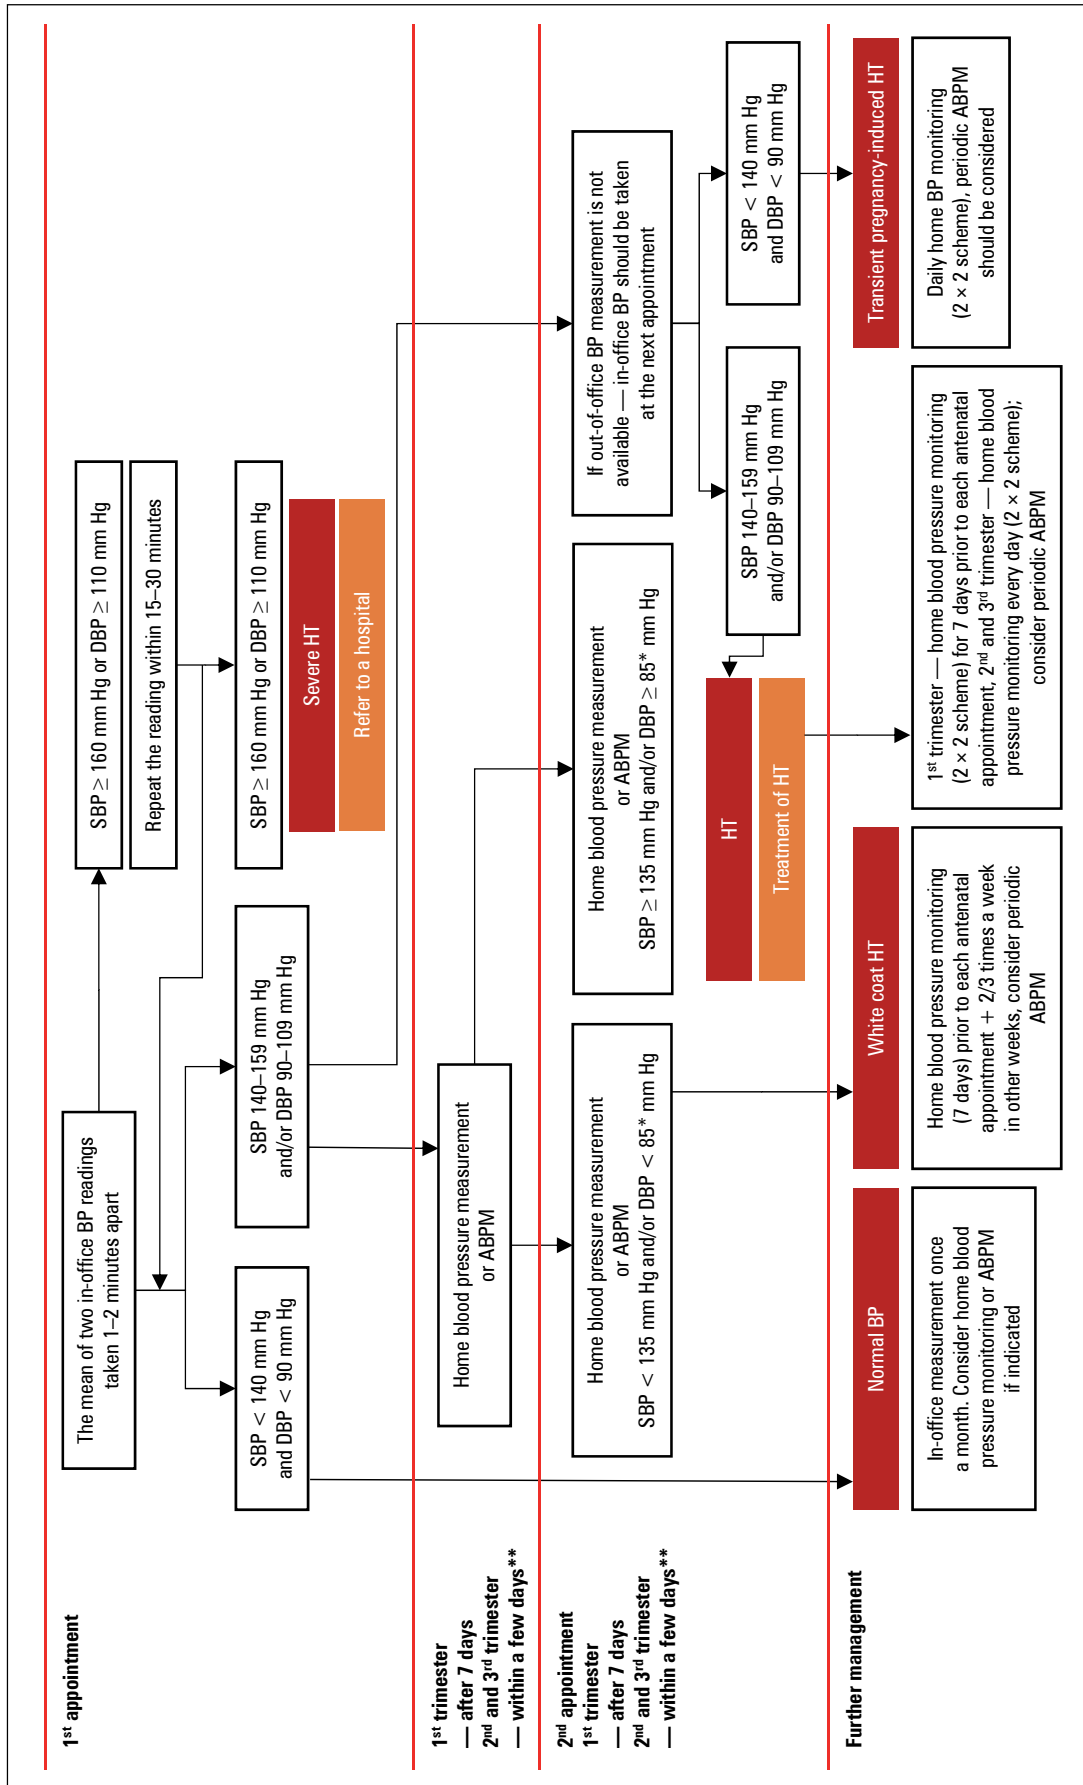 1st appointment
The mean of two in-office BP readings
taken 1–2 minutes apart
SBP ≥ 160 mm Hg or DBP ≥ 110 mm Hg
Repeat the reading within 15–30 minutes
SBP < 140 mm Hg
and DBP < 90 mm Hg
SBP 140–159 mm Hg
and/or DBP 90–109 mm Hg
SBP ≥ 160 mm Hg or DBP ≥ 110 mm Hg
Severe HT
Refer to a hospital
1st trimester
— after 7 days
2nd and 3rd trimester
— within a few days**
Home blood pressure measurement
or ABPM
2nd appointment
1st trimester
— after 7 days
2nd and 3rd trimester
— within a few days**
Home blood pressure measurement
or ABPM
SBP < 135 mm Hg and/or DBP < 85* mm Hg
Home blood pressure measurement
or ABPM
SBP ≥ 135 mm Hg and/or DBP ≥ 85* mm Hg
If out-of-office BP measurement is not
available — in-office BP should be taken
at the next appointment
HT
Treatment of HT
SBP 140–159 mm Hg
and/or DBP 90–109 mm Hg
SBP < 140 mm Hg
and DBP < 90 mm Hg
Further management
Normal BP
In-office measurement once
a month. Consider home blood
pressure monitoring or ABPM
if indicated
White coat HT
Home blood pressure monitoring
(7 days) prior to each antenatal
appointment + 2/3 times a week
in other weeks, consider periodic
ABPM
1st trimester — home blood pressure monitoring
(2 × 2 scheme) for 7 days prior to each antenatal
appointment, 2nd and 3rd trimester — home blood
pressure monitoring every day (2 × 2 scheme);
consider periodic ABPM
Transient pregnancy-induced HT
Daily home BP monitoring
(2 × 2 scheme), periodic ABPM
should be considered